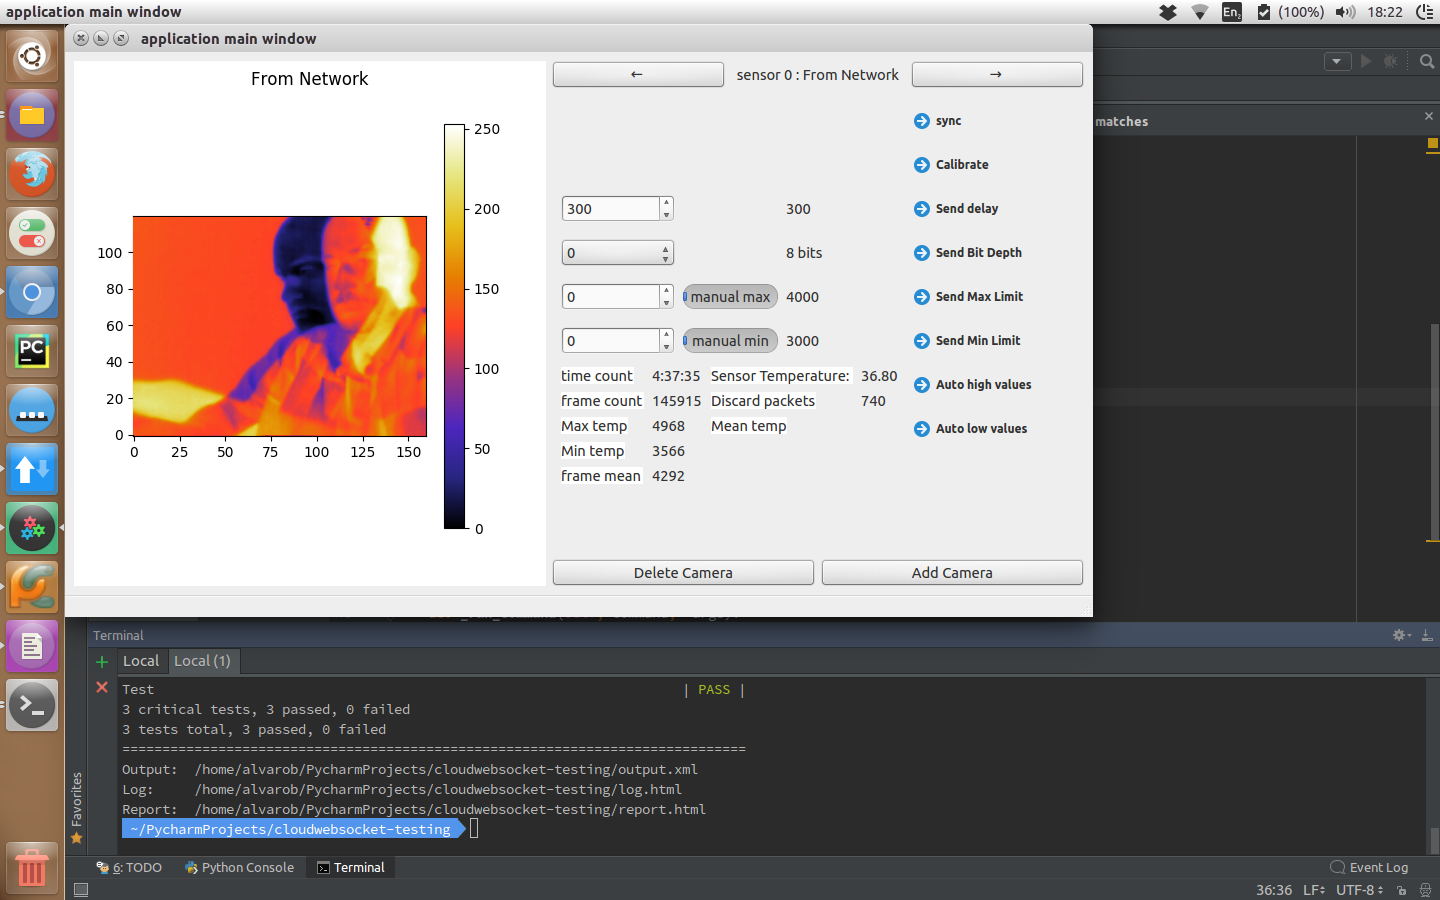 application main window
En2
(100%)
18:22
application main window
From Network
250
200
150
100
50
0
100
80
60
40
20
0
0 25 50 75 100 125 150
← sensor 0 : From Network →
sync
Calibrate
300 300 Send delay
0 8 bits Send Bit Depth
0 manual max 4000 Send Max Limit
0 manual min 3000 Send Min Limit
time count 4:37:35 Sensor Temperature: 36.80 Auto high values
frame count 145915 Discard packets 740
Max temp 4968 Mean temp Auto low values
Min temp 3566
frame mean 4292
Delete Camera Add Camera
matches
PC
Terminal
Local Local (1)
Test | PASS |
3 critical tests, 3 passed, 0 failed
3 tests total, 3 passed, 0 failed
==============================================================================
Output: /home/alvarob/PycharmProjects/cloudwebsocket-testing/output.xml
Log: /home/alvarob/PycharmProjects/cloudwebsocket-testing/log.html
Report: /home/alvarob/PycharmProjects/cloudwebsocket-testing/report.html
~/PycharmProjects/cloudwebsocket-testing
Favorites
6: TODO Python Console Terminal Event Log
36:36 LF UTF-8